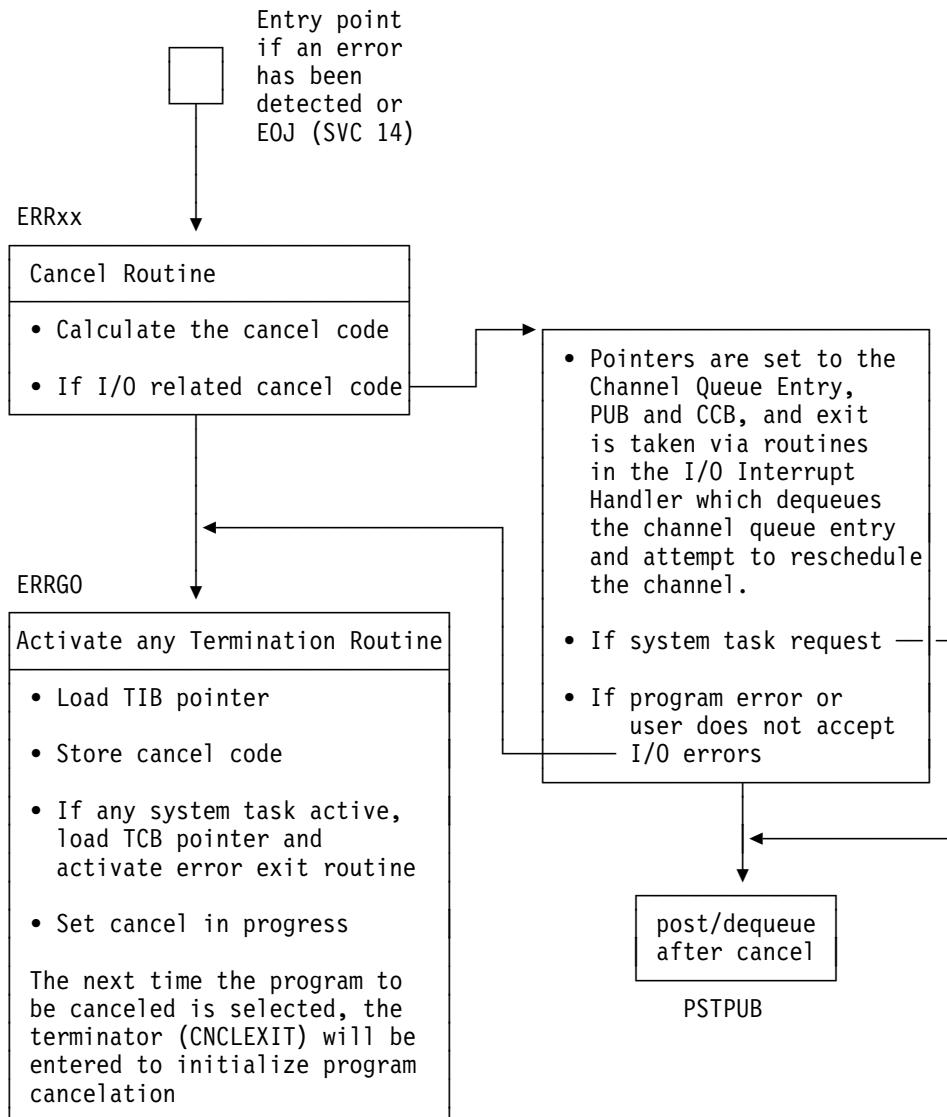 Entry point
if an error
has been
detected or
EOJ (SVC 14)
ERRxx
Cancel Routine
• Calculate the cancel code
• If I/O related cancel code
• Pointers are set to the
Channel Queue Entry,
PUB and CCB, and exit
is taken via routines
in the I/O Interrupt
Handler which dequeues
the channel queue entry
and attempt to reschedule
the channel.
• If system task request
• If program error or
user does not accept
I/O errors
ERRGO
Activate any Termination Routine
• Load TIB pointer
• Store cancel code
• If any system task active,
load TCB pointer and
activate error exit routine
• Set cancel in progress
The next time the program to
be canceled is selected, the
terminator (CNCLEXIT) will be
entered to initialize program
cancelation
post/dequeue
after cancel
PSTPUB